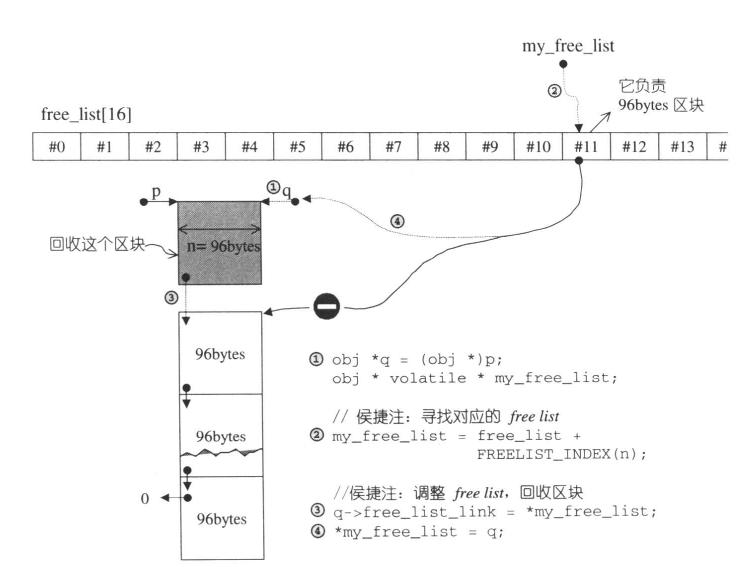 my_free_list
②
它负责
96bytes 区块
free_list[16]
#0 #1 #2 #3 #4 #5 #6 #7 #8 #9 #10 #11 #12 #13 #
p ① q
④
回收这个区块
n= 96bytes
③
96bytes
① obj *q = (obj *)p;
obj * volatile * my_free_list;
// 侯捷注：寻找对应的 free list
96bytes
② my_free_list = free_list +
FREELIST_INDEX(n);
//侯捷注：调整 free list，回收区块
0
③ q->free_list_link = *my_free_list;
96bytes
④ *my_free_list = q;